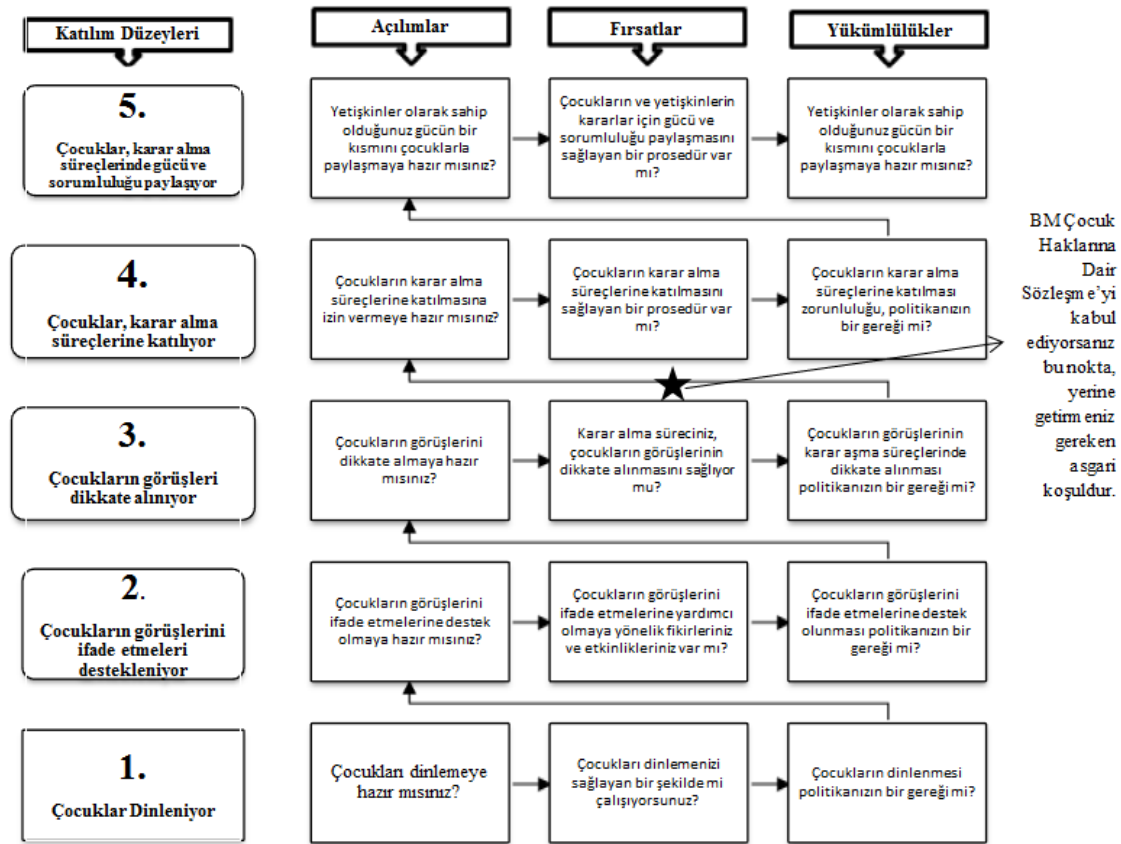 Katılım Düzeyleri
Açılımlar
Fırsatlar
Yükümlülükler
5.
Çocuklar, karar alma
süreçlerinde gücü ve
sorumluluğu paylaşıyor
Yetişkinler olarak sahip
olduğunuz gücün bir
kısmını çocuklarla
paylaşmaya hazır mısınız?
Çocukların ve yetişkinlerin
kararlar için gücü ve
sorumluluğu paylaşmasını
sağlayan bir prosedür var
mı?
Yetişkinler olarak sahip
olduğunuz gücün bir
kısmını çocuklarla
paylaşmaya hazır mısınız?
4.
Çocuklar, karar alma
süreçlerine katılıyor
Çocukların karar alma
süreçlerine katılmasına
izin vermeye hazır mısınız?
Çocukların karar alma
süreçlerine katılmasını
sağlayan bir prosedür var
mı?
Çocukların karar alma
süreçlerine katılması
zorunluluğu, politikanızın
bir gereği mi?
BM Çocuk
Haklarına
Dair
Sözleşme’yi
kabul
ediyorsanız
bu nokta,
yerine
getirmeniz
gereken
asgari
koşuldur.
3.
Çocukların görüşleri
dikkate alınıyor
Çocukların görüşlerini
dikkate almaya hazır
mısınız?
Karar alma süreciniz,
çocukların görüşlerinin
dikkate alınmasını sağlıyor
mu?
Çocukların görüşlerinin
karar aşma süreçlerinde
dikkate alınması
politikanızın bir gereği mi?
2.
Çocukların görüşlerini
ifade etmeleri
destekleniyor
Çocukların görüşlerini
ifade etmelerine destek
olmaya hazır mısınız?
Çocukların görüşlerini
ifade etmelerine yardımcı
olmaya yönelik fikirleriniz
ve etkinlikleriniz var mı?
Çocukların görüşlerini
ifade etmelerine destek
olunması politikanızın bir
gereği mi?
1.
Çocuklar Dinleniyor
Çocukları dinlemeye
hazır mısınız?
Çocukları dinlemenizi
sağlayan bir şekilde mi
çalışıyorsunuz?
Çocukların dinlenmesi
politikanızın bir gereği mi?